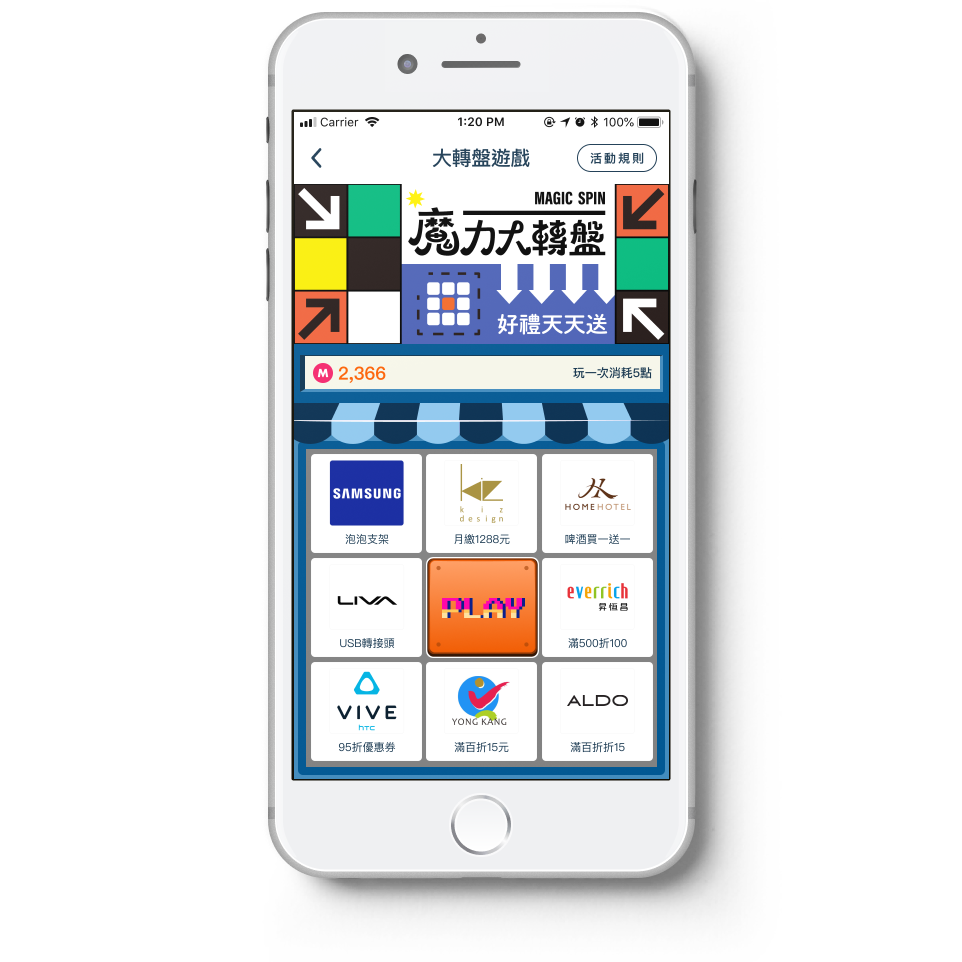 Carrier 1:20 PM 100%
大轉盤遊戲 活動規則
MAGIC SPIN
魔力大轉盤
好禮天天送
M 2,366 玩一次消耗5點
SAMSUNG
泡泡支架
kiz
kiz
design
月繳1288元
HOMEHOTEL
啤酒買一送一
LIVA
USB轉接頭
PLAY
everrich
昇恆昌
滿500折100
VIVE
htc
95折優惠券
YONG KANG
滿百折15元
ALDO
滿百折折15